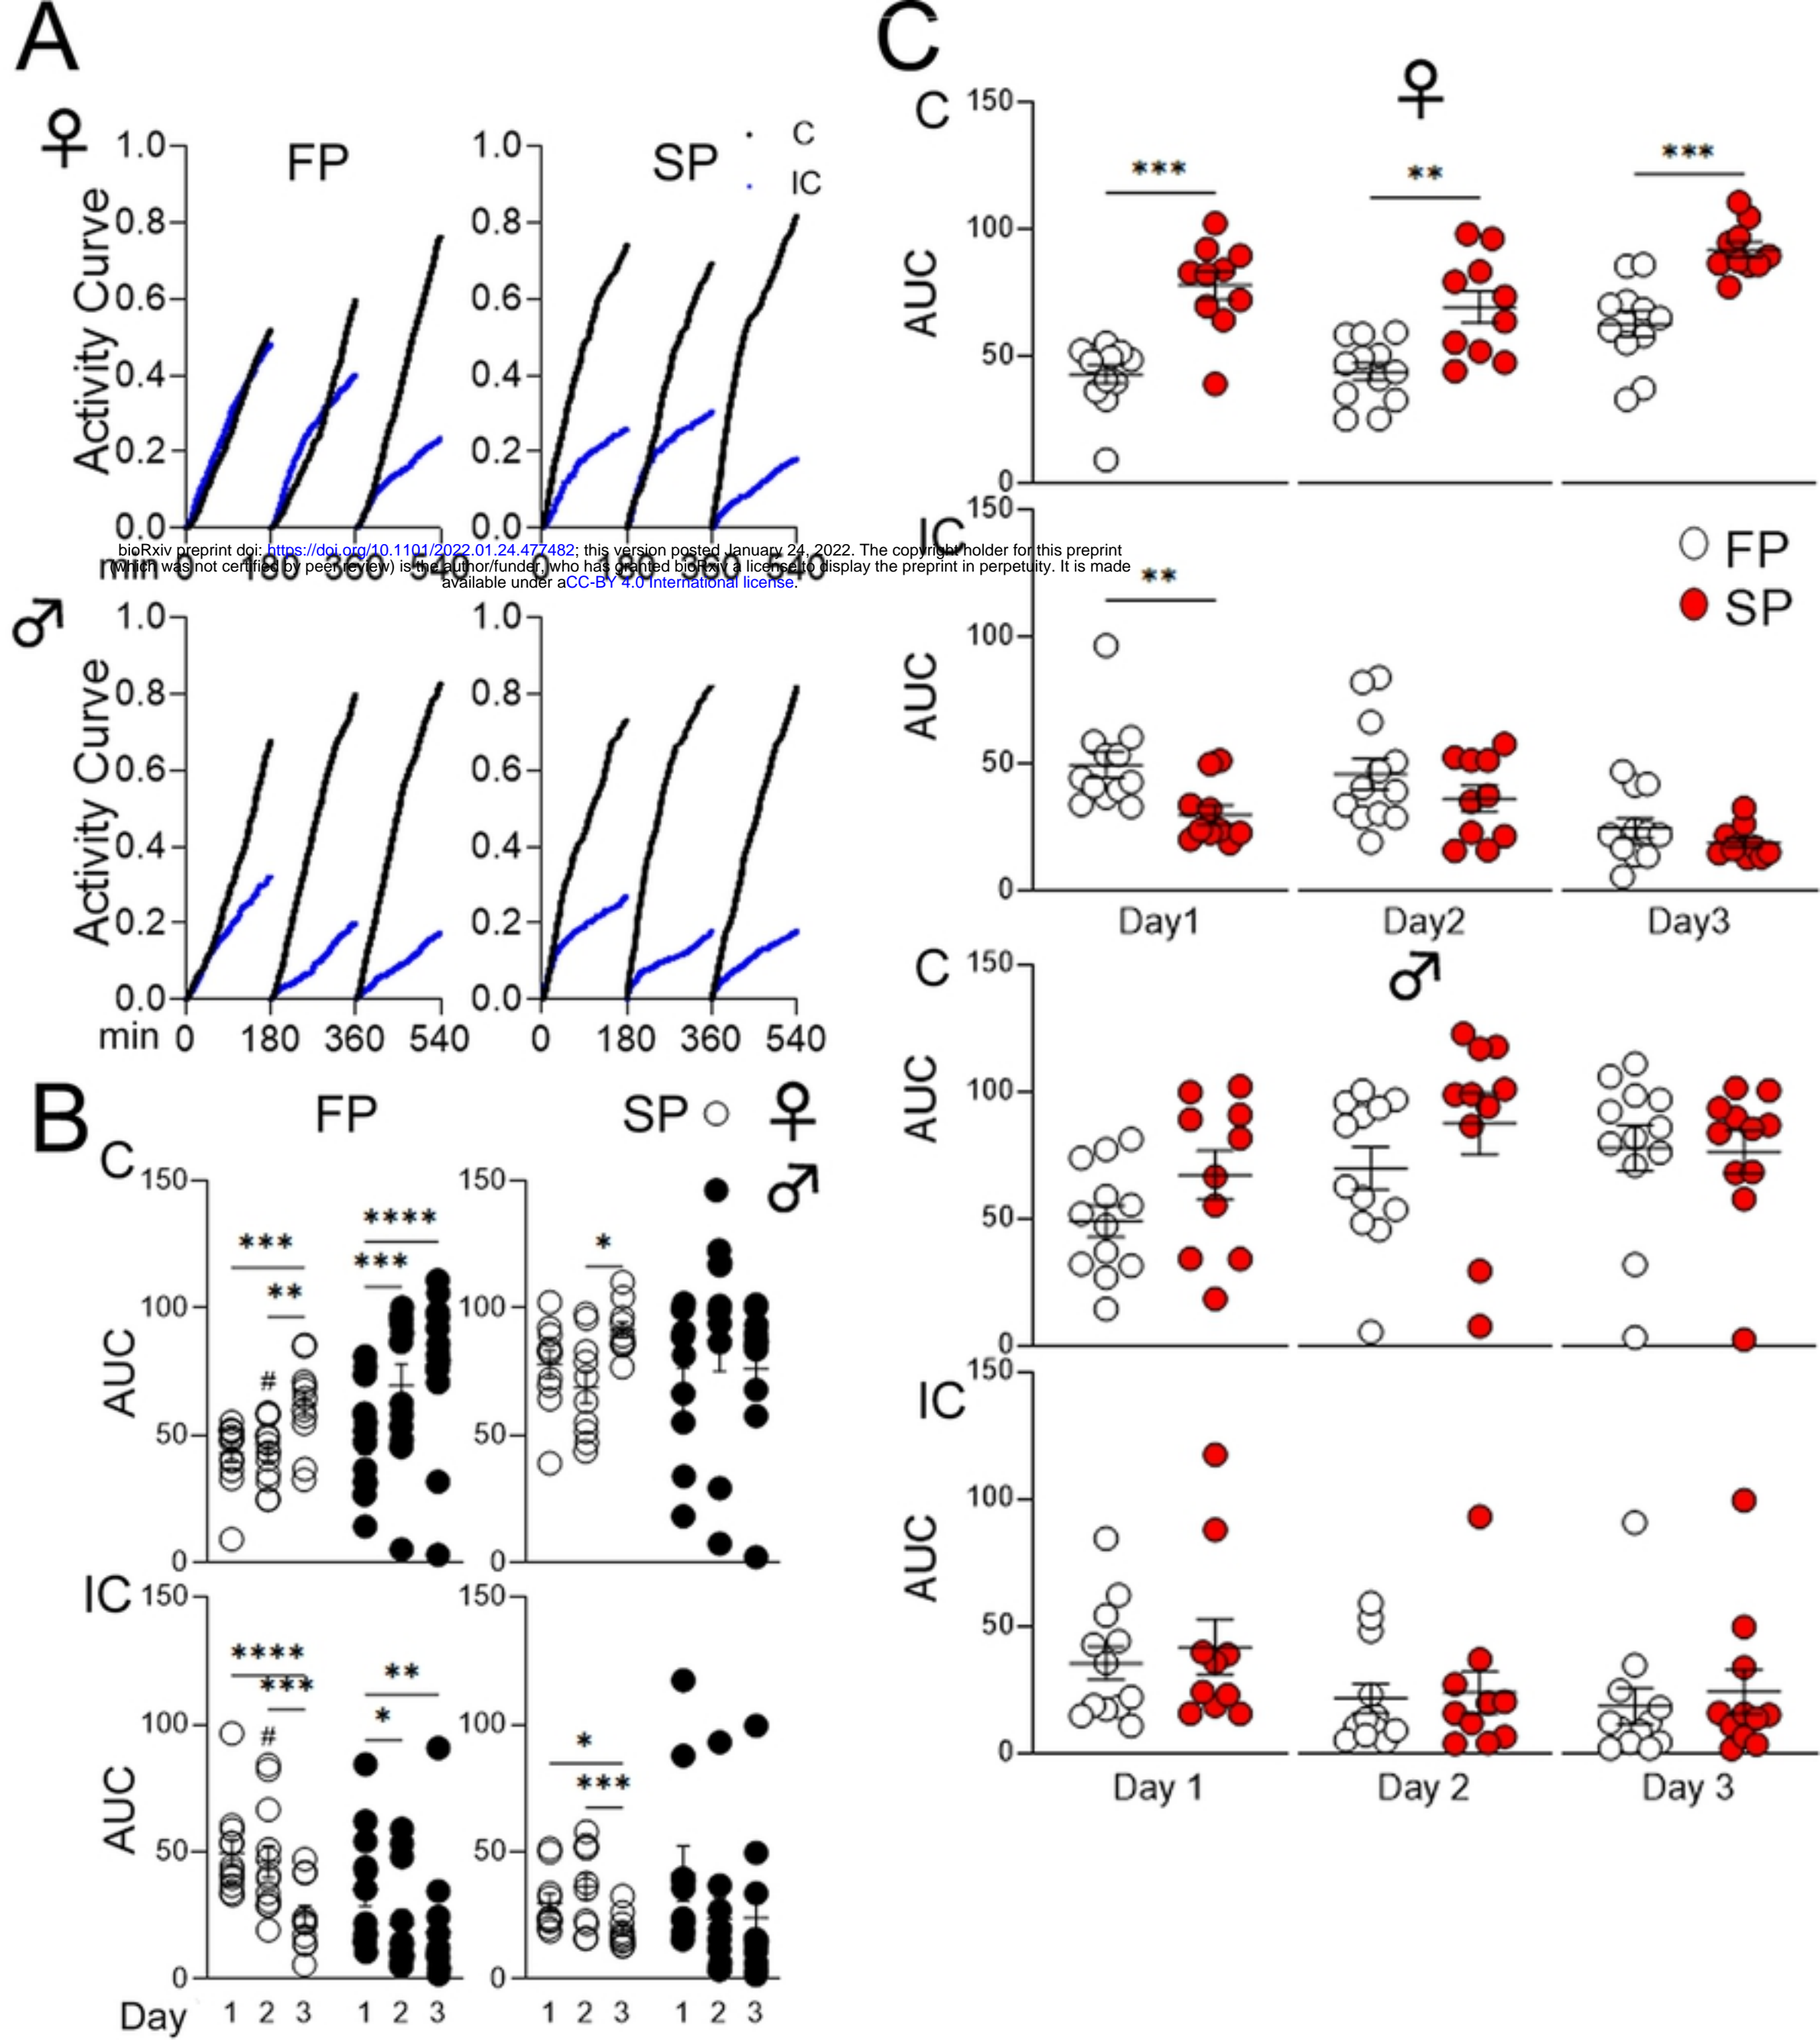 A
♀
FP
SP
C
IC
1.0
0.8
0.6
0.4
0.2
0.0
Activity Curve
1.0
0.8
0.6
0.4
0.2
0.0
min 0 180 360 540
0 180 360 540
bioRxiv preprint doi: https://doi.org/10.1101/2022.01.24.477482; this version posted January 24, 2022. The copyright holder for this preprint
(which was not certified by peer review) is the author/funder, who has granted bioRxiv a license to display the preprint in perpetuity. It is made
available under aCC-BY 4.0 International license.
♂
1.0
0.8
0.6
0.4
0.2
0.0
Activity Curve
1.0
0.8
0.6
0.4
0.2
0.0
min 0 180 360 540
0 180 360 540
B
FP
SP
♀
♂
C
150
100
50
0
AUC
***
**
#
****
***
150
100
50
0
*
IC
150
100
50
0
AUC
****
***
#
**
*
150
100
50
0
*
***
Day 1 2 3 1 2 3
1 2 3 1 2 3
C
♀
C
150
100
50
0
AUC
***
**
***
IC
150
100
50
0
AUC
**
FP
SP
Day1 Day2 Day3
♂
C
150
100
50
0
AUC
IC
150
100
50
0
AUC
Day 1 Day 2 Day 3